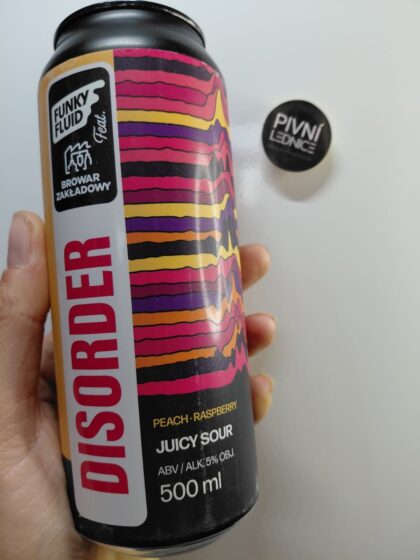 FUNKY
FLUID
Feat.
BROWAR
ZAKŁADOWY
DISORDER
PEACH · RASPBERRY
JUICY SOUR
ABV / ALK. 5% OBJ.
500 ml
PIVNÍ
LEDNICE